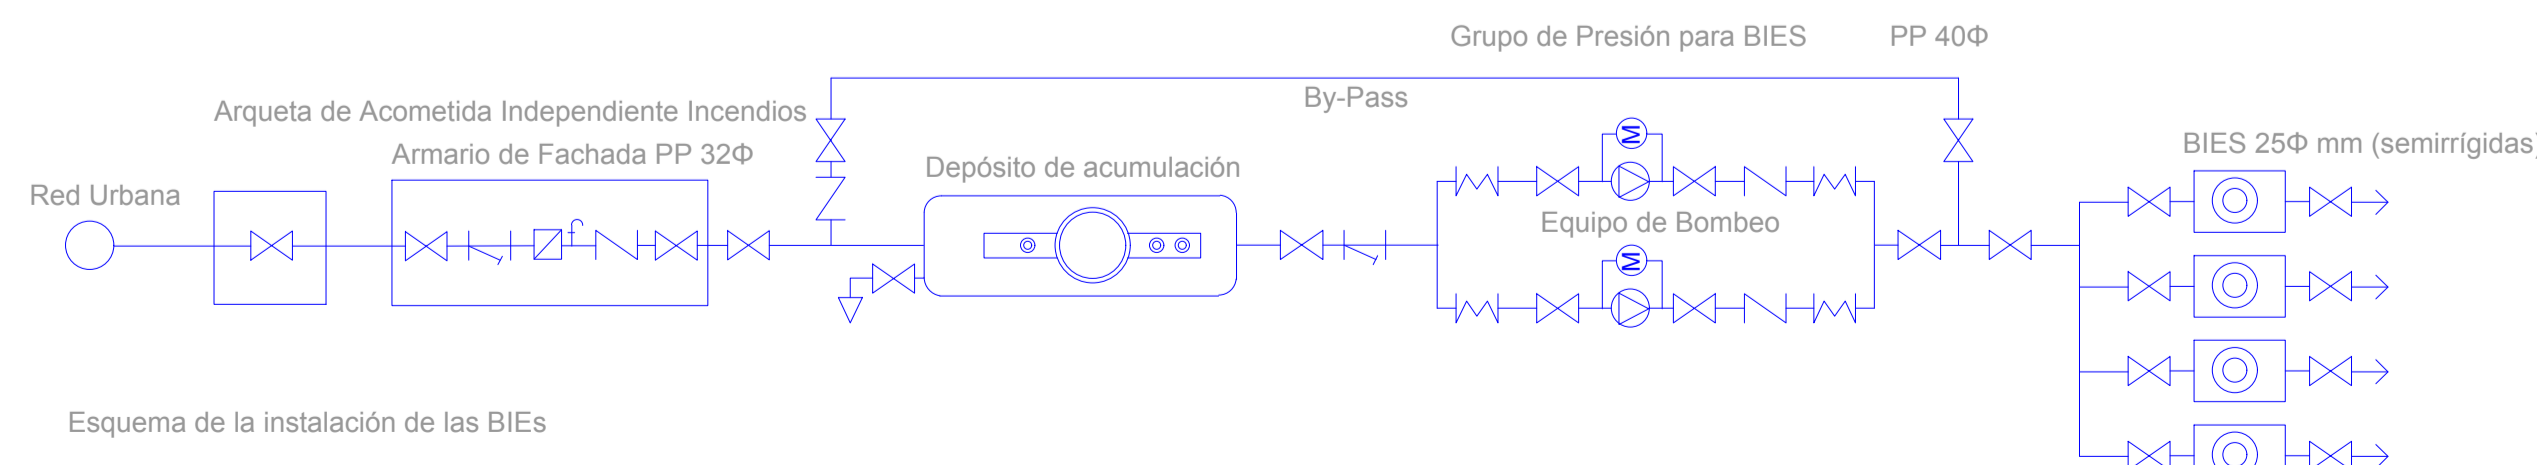 Grupo de Presión para BIES PP 40Φ
By-Pass
Arqueta de Acometida Independiente Incendios
Armario de Fachada PP 32Φ
Red Urbana
Depósito de acumulación
M
Equipo de Bombeo
M
BIES 25Φ mm (semirrígidas)
Esquema de la instalación de las BIEs